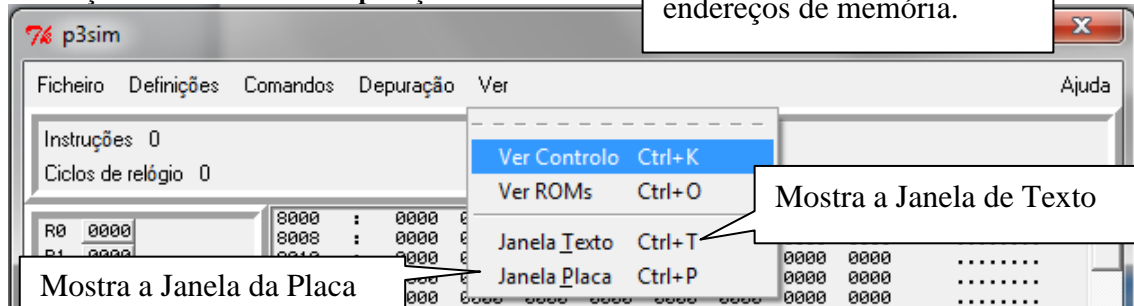 endereços de memória.
p3sim
Ficheiro Definições Comandos Depuração Ver Ajuda
Instruções 0
Ciclos de relógio 0
Ver Controlo Ctrl+K
Ver ROMs Ctrl+O
Janela Texto Ctrl+T
Janela Placa Ctrl+P
Mostra a Janela de Texto
R0 0000
8000 : 0000
8008 : 0000
0000 0000 ........
0000 0000 ........
0000 0000 ........
Mostra a Janela da Placa